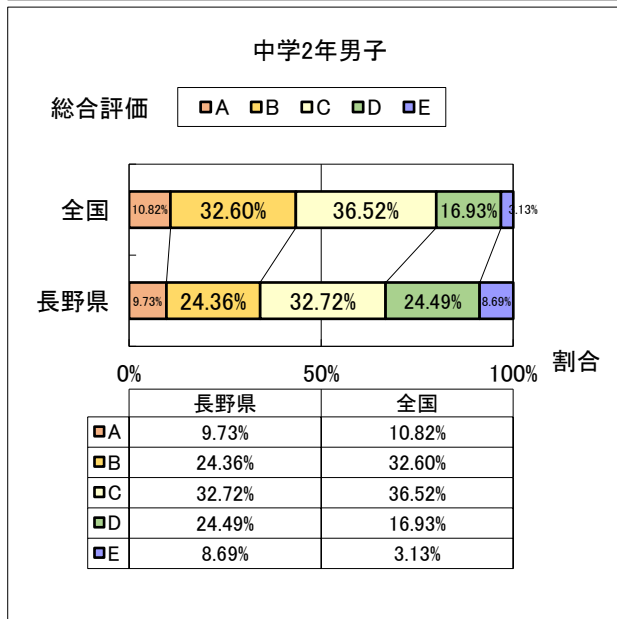 中学2年男子
総合評価 A B C D E
全国 10.82% 32.60% 36.52% 16.93% 3.13%
長野県 9.73% 24.36% 32.72% 24.49% 8.69%
0% 50% 100% 割合
長野県 全国
A 9.73% 10.82%
B 24.36% 32.60%
C 32.72% 36.52%
D 24.49% 16.93%
E 8.69% 3.13%